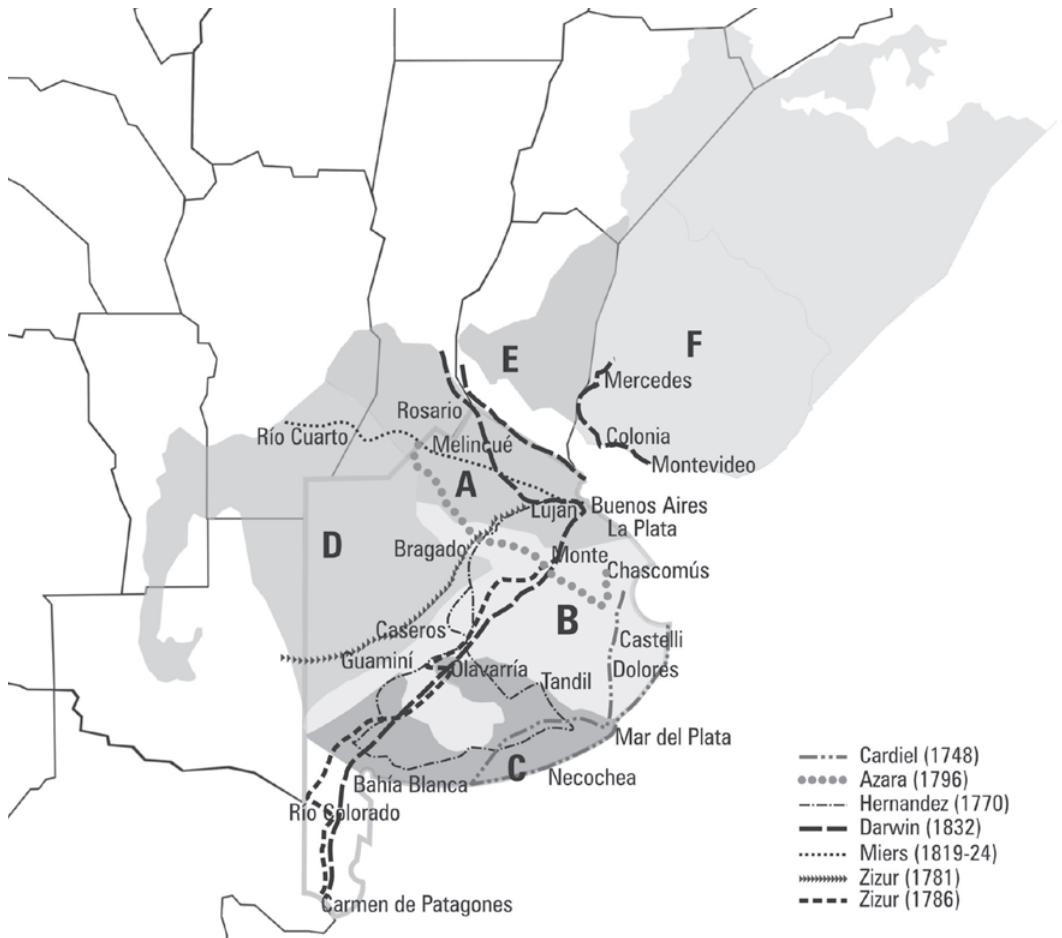 F
E
Mercedes
Rosario
Río Cuarto
Melincué
Colonia
Montevideo
A
Luján
Buenos Aires
La Plata
D
Bragado
Monte
Chascomús
B
Caseros
Castelli
Guaminí
Olavarría
Dolores
Tandil
Mar del Plata
C
Necochea
Bahía Blanca
Río Colorado
Carmen de Patagones
Cardiel (1748)
Azara (1796)
Hernandez (1770)
Darwin (1832)
Miers (1819-24)
Zizur (1781)
Zizur (1786)